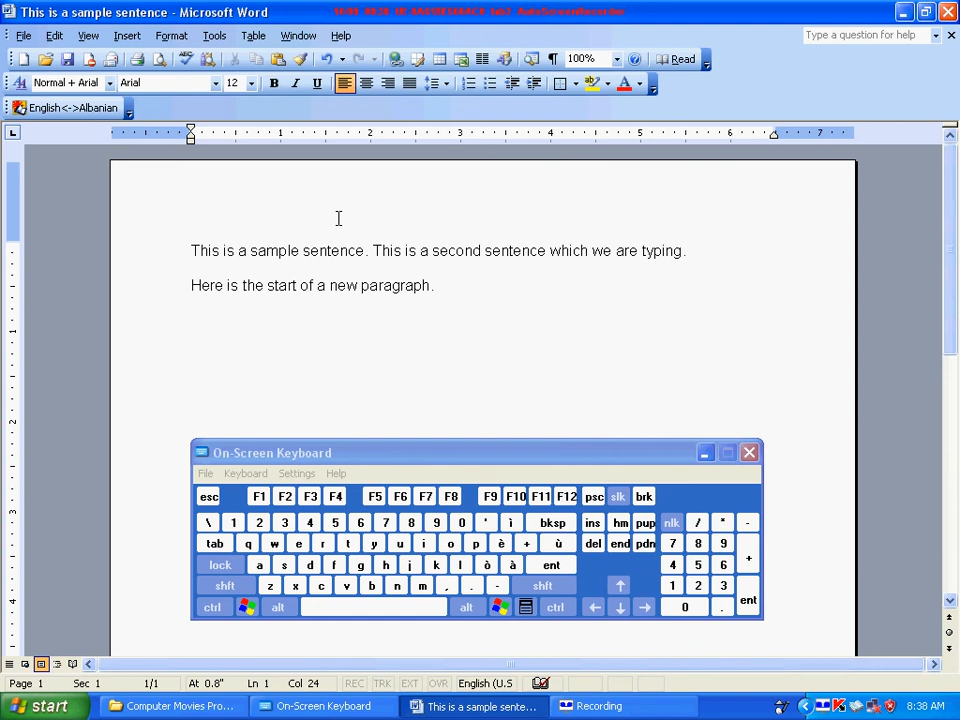 This is a sample sentence - Microsoft Word
File Edit View Insert Format Tools Table Window Help
Type a question for help
100% Read
Normal + Arial Arial 12 B I U
English<->Albanian
1 2 3 4 5 6 7
This is a sample sentence. This is a second sentence which we are typing.
Here is the start of a new paragraph.
On-Screen Keyboard
File Keyboard Settings Help
esc F1 F2 F3 F4 F5 F6 F7 F8 F9 F10 F11 F12 psc slk brk
\ 1 2 3 4 5 6 7 8 9 0 ' ì bksp ins hm pup nlk / * -
tab q w e r t y u i o p è + ù del end pdn 7 8 9 +
lock a s d f g h j k l ò à ent 4 5 6
shft z x c v b n m , . - shft 1 2 3 ent
ctrl alt alt ctrl 0 .
Page 1 Sec 1 1/1 At 0.8" Ln 1 Col 24 REC TRK EXT OVR English (U.S
start Computer Movies Pro... On-Screen Keyboard This is a sample sente... Recording 8:38 AM